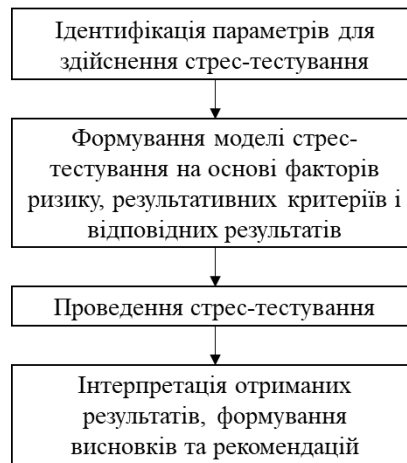 Ідентифікація параметрів для
здійснення стрес-тестування
Формування моделі стрес-
тестування на основі факторів
ризику, результативних критеріїв і
відповідних результатів
Проведення стрес-тестування
Інтерпретація отриманих
результатів, формування
висновків та рекомендацій